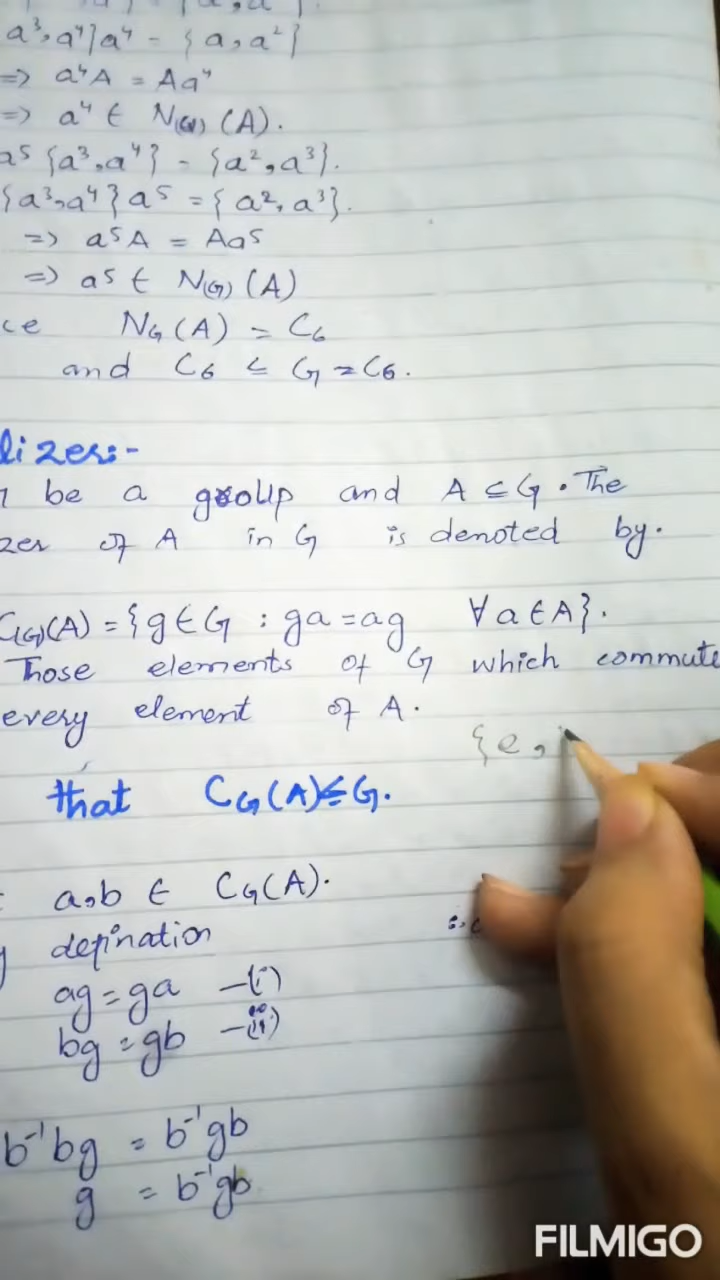 a³, a⁴}a⁴ = {a, a²}
=> a⁴A = Aa⁴
=> a⁴ ∈ N(G)(A).
a⁵ {a³, a⁴} = {a², a³}.
{a³, a⁴} a⁵ = {a², a³}.
=> a⁵A = Aa⁵
=> a⁵ ∈ N(G)(A)
ce N_G(A) = C₆
and C₆ ≤ G = C₆.
lizer:-
be a group and A ⊆ G. The
zer of A in G is denoted by.
C(G)(A) = {g ∈ G : ga = ag ∀ a ∈ A}.
Those elements of G which commute
every element of A.
{e,
that C_G(A) ≤ G.
a,b ∈ C_G(A).
defination
ag = ga —(i)
bg = gb —(ii)
b⁻¹bg = b⁻¹gb
g = b⁻¹gb
FILMIGO